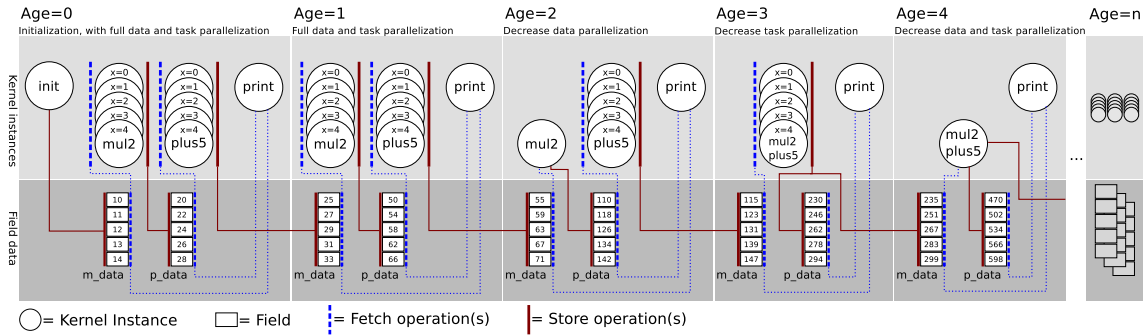 Age=0
Initialization, with full data and task parallelization
Age=1
Full data and task parallelization
Age=2
Decrease data parallelization
Age=3
Decrease task parallelization
Age=4
Decrease data and task parallelization
Age=n
Kernel instances
init
x=0
x=1
x=2
x=3
x=4
mul2
x=0
x=1
x=2
x=3
x=4
plus5
print
x=0
x=1
x=2
x=3
x=4
mul2
x=0
x=1
x=2
x=3
x=4
plus5
print
mul2
x=0
x=1
x=2
x=3
x=4
plus5
print
x=0
x=1
x=2
x=3
x=4
mul2
plus5
print
mul2
plus5
print
...
Field data
10
11
12
13
14
m_data
20
22
24
26
28
p_data
25
27
29
31
33
m_data
50
54
58
62
66
p_data
55
59
63
67
71
m_data
110
118
126
134
142
p_data
115
123
131
139
147
m_data
230
246
262
278
294
p_data
235
251
267
283
299
m_data
470
502
534
566
598
p_data
= Kernel Instance
= Field
= Fetch operation(s)
= Store operation(s)